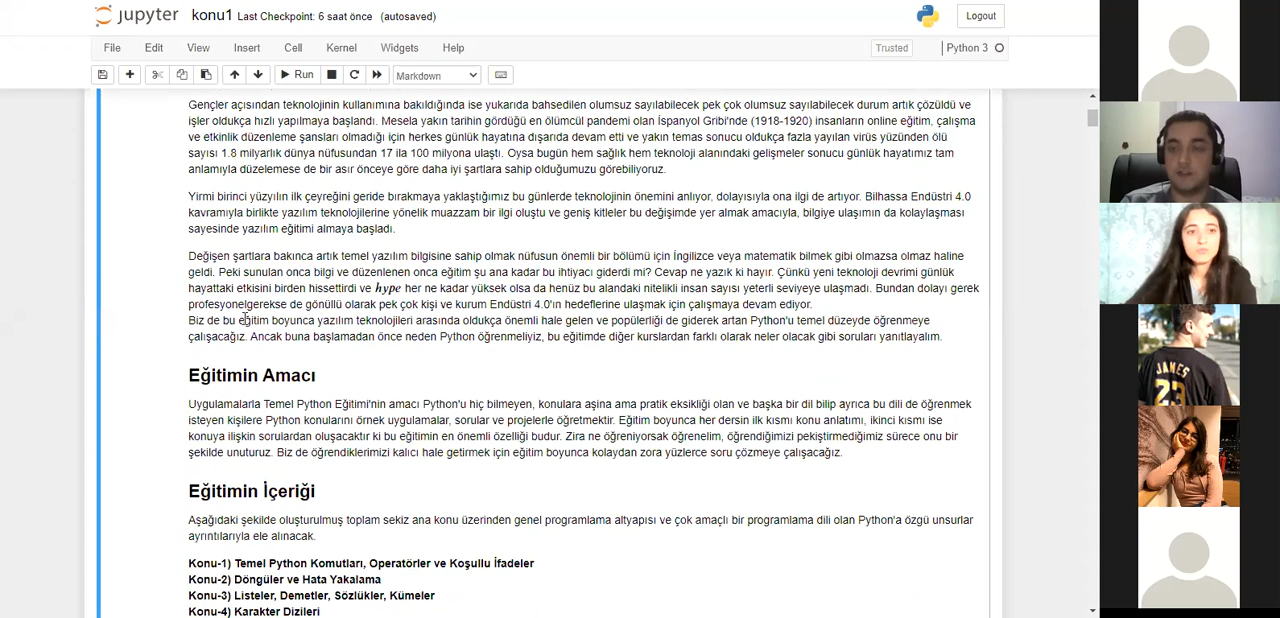 jupyter konu1 Last Checkpoint: 6 saat önce (autosaved)
Logout
File Edit View Insert Cell Kernel Widgets Help
Trusted
Python 3
Run
Markdown
Gençler açısından teknolojinin kullanımına bakıldığında ise yukarıda bahsedilen olumsuz sayılabilecek pek çok olumsuz sayılabilecek durum artık çözüldü ve
işler oldukça hızlı yapılmaya başlandı. Mesela yakın tarihin gördüğü en ölümcül pandemi olan İspanyol Gribi'nde (1918-1920) insanların online eğitim, çalışma
ve etkinlik düzenleme şansları olmadığı için herkes günlük hayatına dışarıda devam etti ve yakın temas sonucu oldukça fazla yayılan virüs yüzünden ölü
sayısı 1.8 milyarlık dünya nüfusundan 17 ila 100 milyona ulaştı. Oysa bugün hem sağlık hem teknoloji alanındaki gelişmeler sonucu günlük hayatımız tam
anlamıyla düzelemese de bir asır önceye göre daha iyi şartlara sahip olduğumuzu görebiliyoruz.
Yirmi birinci yüzyılın ilk çeyreğini geride bırakmaya yaklaştığımız bu günlerde teknolojinin önemini anlıyor, dolayısıyla ona ilgi de artıyor. Bilhassa Endüstri 4.0
kavramıyla birlikte yazılım teknolojilerine yönelik muazzam bir ilgi oluştu ve geniş kitleler bu değişimde yer almak amacıyla, bilgiye ulaşımın da kolaylaşması
sayesinde yazılım eğitimi almaya başladı.
Değişen şartlara bakınca artık temel yazılım bilgisine sahip olmak nüfusun önemli bir bölümü için İngilizce veya matematik bilmek gibi olmazsa olmaz haline
geldi. Peki sunulan onca bilgi ve düzenlenen onca eğitim şu ana kadar bu ihtiyacı giderdi mi? Cevap ne yazık ki hayır. Çünkü yeni teknoloji devrimi günlük
hayattaki etkisini birden hissettirdi ve hype her ne kadar yüksek olsa da henüz bu alandaki nitelikli insan sayısı yeterli seviyeye ulaşmadı. Bundan dolayı gerek
profesyonelgerekse de gönüllü olarak pek çok kişi ve kurum Endüstri 4.0'ın hedeflerine ulaşmak için çalışmaya devam ediyor.
Biz de bu eğitim boyunca yazılım teknolojileri arasında oldukça önemli hale gelen ve popülerliği de giderek artan Python'u temel düzeyde öğrenmeye
çalışacağız. Ancak buna başlamadan önce neden Python öğrenmeliyiz, bu eğitimde diğer kurslardan farklı olarak neler olacak gibi soruları yanıtlayalım.
Eğitimin Amacı
Uygulamalarla Temel Python Eğitimi'nin amacı Python'u hiç bilmeyen, konulara aşina ama pratik eksikliği olan ve başka bir dil bilip ayrıca bu dili de öğrenmek
isteyen kişilere Python konularını örnek uygulamalar, sorular ve projelerle öğretmektir. Eğitim boyunca her dersin ilk kısmı konu anlatımı, ikinci kısmı ise
konuya ilişkin sorulardan oluşacaktır ki bu eğitimin en önemli özelliği budur. Zira ne öğreniyorsak öğrenelim, öğrendiğimizi pekiştirmediğimiz sürece onu bir
şekilde unuturuz. Biz de öğrendiklerimizi kalıcı hale getirmek için eğitim boyunca kolaydan zora yüzlerce soru çözmeye çalışacağız.
Eğitimin İçeriği
Aşağıdaki şekilde oluşturulmuş toplam sekiz ana konu üzerinden genel programlama altyapısı ve çok amaçlı bir programlama dili olan Python'a özgü unsurlar
ayrıntılarıyla ele alınacak.
Konu-1) Temel Python Komutları, Operatörler ve Koşullu İfadeler
Konu-2) Döngüler ve Hata Yakalama
Konu-3) Listeler, Demetler, Sözlükler, Kümeler
Konu-4) Karakter Dizileri
JAMES
23